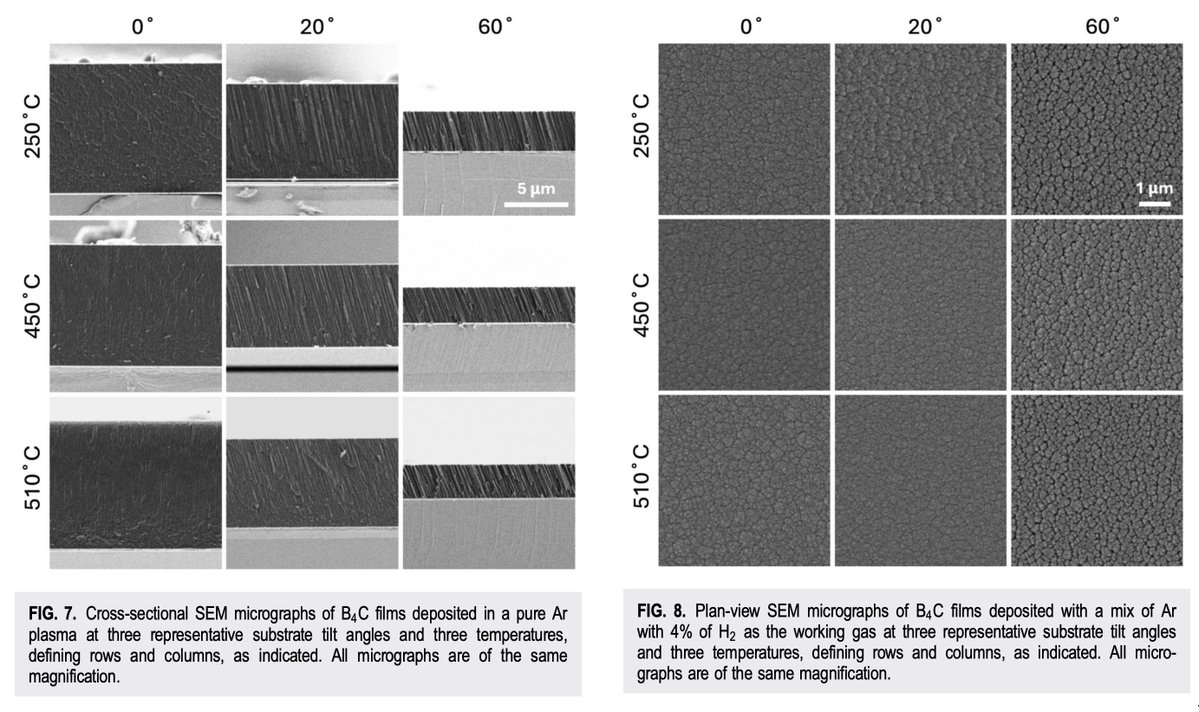 0° 20° 60°
250°C
5 μm
450°C
510°C
FIG. 7. Cross-sectional SEM micrographs of B₄C films deposited in a pure Ar
plasma at three representative substrate tilt angles and three temperatures,
defining rows and columns, as indicated. All micrographs are of the same
magnification.
0° 20° 60°
250°C
1 μm
450°C
510°C
FIG. 8. Plan-view SEM micrographs of B₄C films deposited with a mix of Ar
with 4% of H₂ as the working gas at three representative substrate tilt angles
and three temperatures, defining rows and columns, as indicated. All micro-
graphs are of the same magnification.